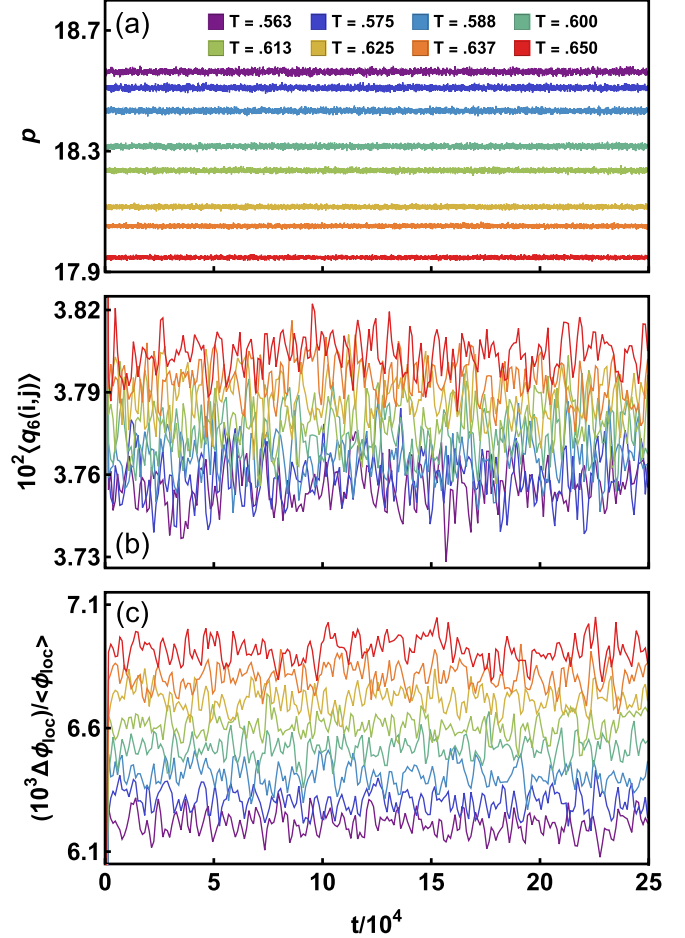 18.7
(a)
T = .563 T = .575 T = .588 T = .600
T = .613 T = .625 T = .637 T = .650
p
18.3
17.9
3.82
3.79
10²⟨q₆(i,j)⟩
3.76
3.73
(b)
7.1
(c)
(10³Δϕ_loc)/<ϕ_loc>
6.6
6.1
0 5 10 15 20 25
t/10⁴